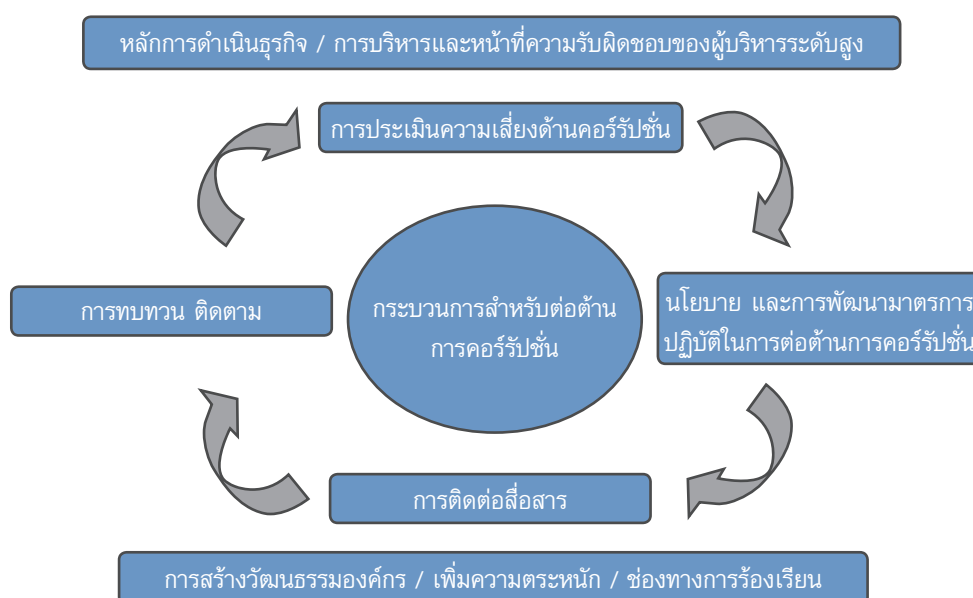 หลักการดำเนินธุรกิจ / การบริหารและหน้าที่ความรับผิดชอบของผู้บริหารระดับสูง
การประเมินความเสี่ยงด้านคอร์รัปชั่น
การทบทวน ติดตาม
กระบวนการสำหรับต่อต้าน
การคอร์รัปชั่น
นโยบาย และการพัฒนามาตรการ
ปฏิบัติในการต่อต้านการคอร์รัปชั่น
การติดต่อสื่อสาร
การสร้างวัฒนธรรมองค์กร / เพิ่มความตระหนัก / ช่องทางการร้องเรียน